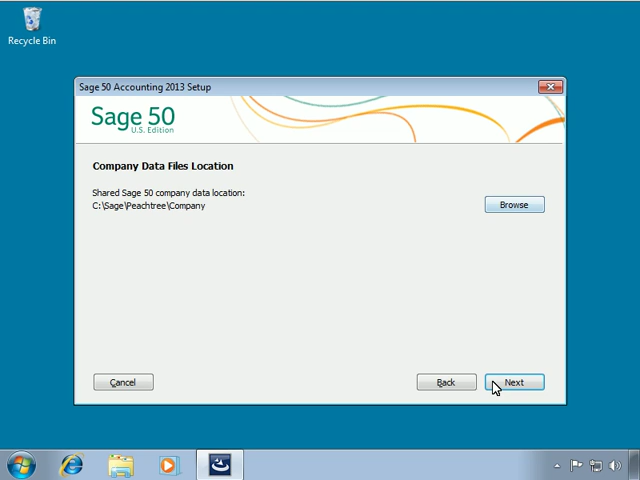 Recycle Bin
Sage 50 Accounting 2013 Setup
Sage 50
U.S. Edition
Company Data Files Location
Shared Sage 50 company data location:
C:\Sage\Peachtree\Company
Browse
Cancel
Back
Next